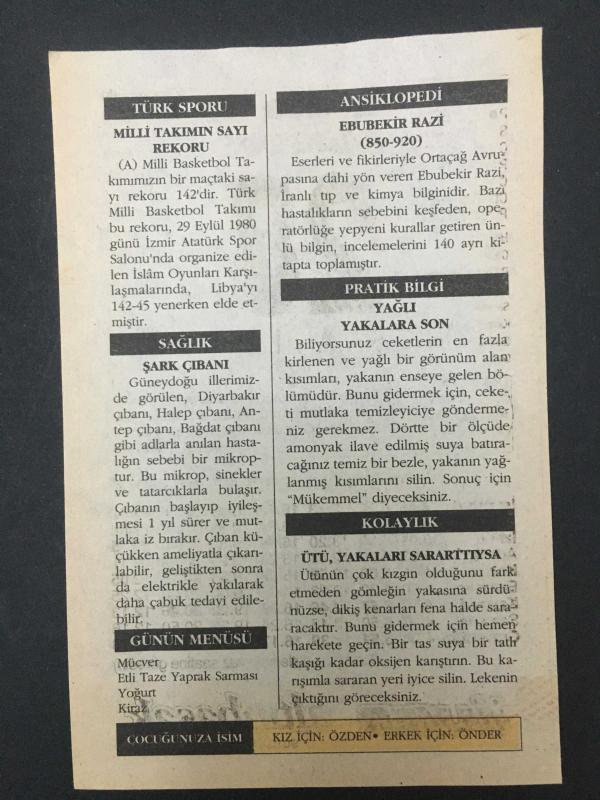 TÜRK SPORU
MİLLİ TAKIMIN SAYI
REKORU
(A) Milli Basketbol Ta-
kımımızın bir maçtaki sa-
yı rekoru 142'dir. Türk
Milli Basketbol Takımı
bu rekoru, 29 Eylül 1980
günü İzmir Atatürk Spor
Salonu'nda organize edi-
len İslâm Oyunları Karşı-
laşmalarında, Libya'yı
142-45 yenerken elde et-
miştir.
SAĞLIK
ŞARK ÇIBANI
Güneydoğu illerimiz-
de görülen, Diyarbakır
çıbanı, Halep çıbanı, An-
tep çıbanı, Bağdat çıbanı
gibi adlarla anılan hasta-
lığın sebebi bir mikrop-
tur. Bu mikrop, sinekler
ve tatarcıklarla bulaşır.
Çıbanın başlayıp iyileş-
mesi 1 yıl sürer ve mut-
laka iz bırakır. Çıban kü-
çükken ameliyatla çıkarı-
labilir, geliştikten sonra
da elektrikle yakılarak
daha çabuk tedavi edile-
bilir.
GÜNÜN MENÜSÜ
Mücver
Etli Taze Yaprak Sarması
Yoğurt
Kiraz
ANSİKLOPEDİ
EBUBEKİR RAZİ
(850-920)
Eserleri ve fikirleriyle Ortaçağ Avru-
pasına dahi yön veren Ebubekir Razi,
İranlı tıp ve kimya bilginidir. Bazı
hastalıkların sebebini keşfeden, ope-
ratörlüğe yepyeni kurallar getiren ün-
lü bilgin, incelemelerini 140 ayrı ki-
tapta toplamıştır.
PRATİK BİLGİ
YAĞLI
YAKALARA SON
Biliyorsunuz ceketlerin en fazla
kirlenen ve yağlı bir görünüm alan
kısımları, yakanın enseye gelen bö-
lümüdür. Bunu gidermek için, ceke-
ti mutlaka temizleyiciye gönderme-
niz gerekmez. Dörtte bir ölçüde
amonyak ilave edilmiş suya batıra-
cağınız temiz bir bezle, yakanın yağ-
lanmış kısımlarını silin. Sonuç için
“Mükemmel” diyeceksiniz.
KOLAYLIK
ÜTÜ, YAKALARI SARARTTIYSA
Ütünün çok kızgın olduğunu fark
etmeden gömleğin yakasına sürdü-
nüzse, dikiş kenarları fena halde sara-
racaktır. Bunu gidermek için hemen
harekete geçin. Bir tas suya bir tatlı
kaşığı kadar oksijen karıştırın. Bu ka-
rışımla sararan yeri iyice silin. Lekenin
çıktığını göreceksiniz.
ÇOCUĞUNUZA İSİM KIZ İÇİN: ÖZDEN• ERKEK İÇİN: ÖNDER